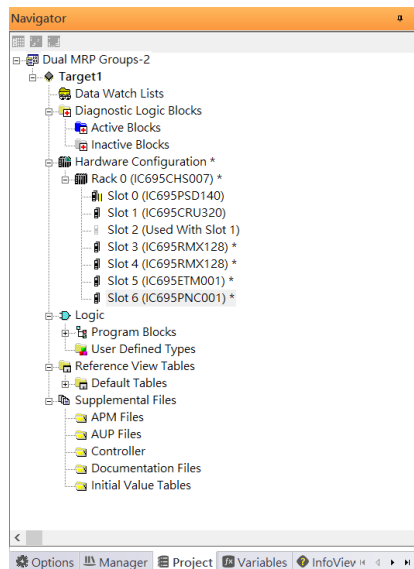 Navigator
Dual MRP Groups-2
Target1
Data Watch Lists
Diagnostic Logic Blocks
Active Blocks
Inactive Blocks
Hardware Configuration *
Rack 0 (IC695CHS007) *
Slot 0 (IC695PSD140)
Slot 1 (IC695CRU320)
Slot 2 (Used With Slot 1)
Slot 3 (IC695RMX128) *
Slot 4 (IC695RMX128) *
Slot 5 (IC695ETM001) *
Slot 6 (IC695PNC001) *
Logic
Program Blocks
User Defined Types
Reference View Tables
Default Tables
Supplemental Files
APM Files
AUP Files
Controller
Documentation Files
Initial Value Tables
Options Manager Project Variables InfoView